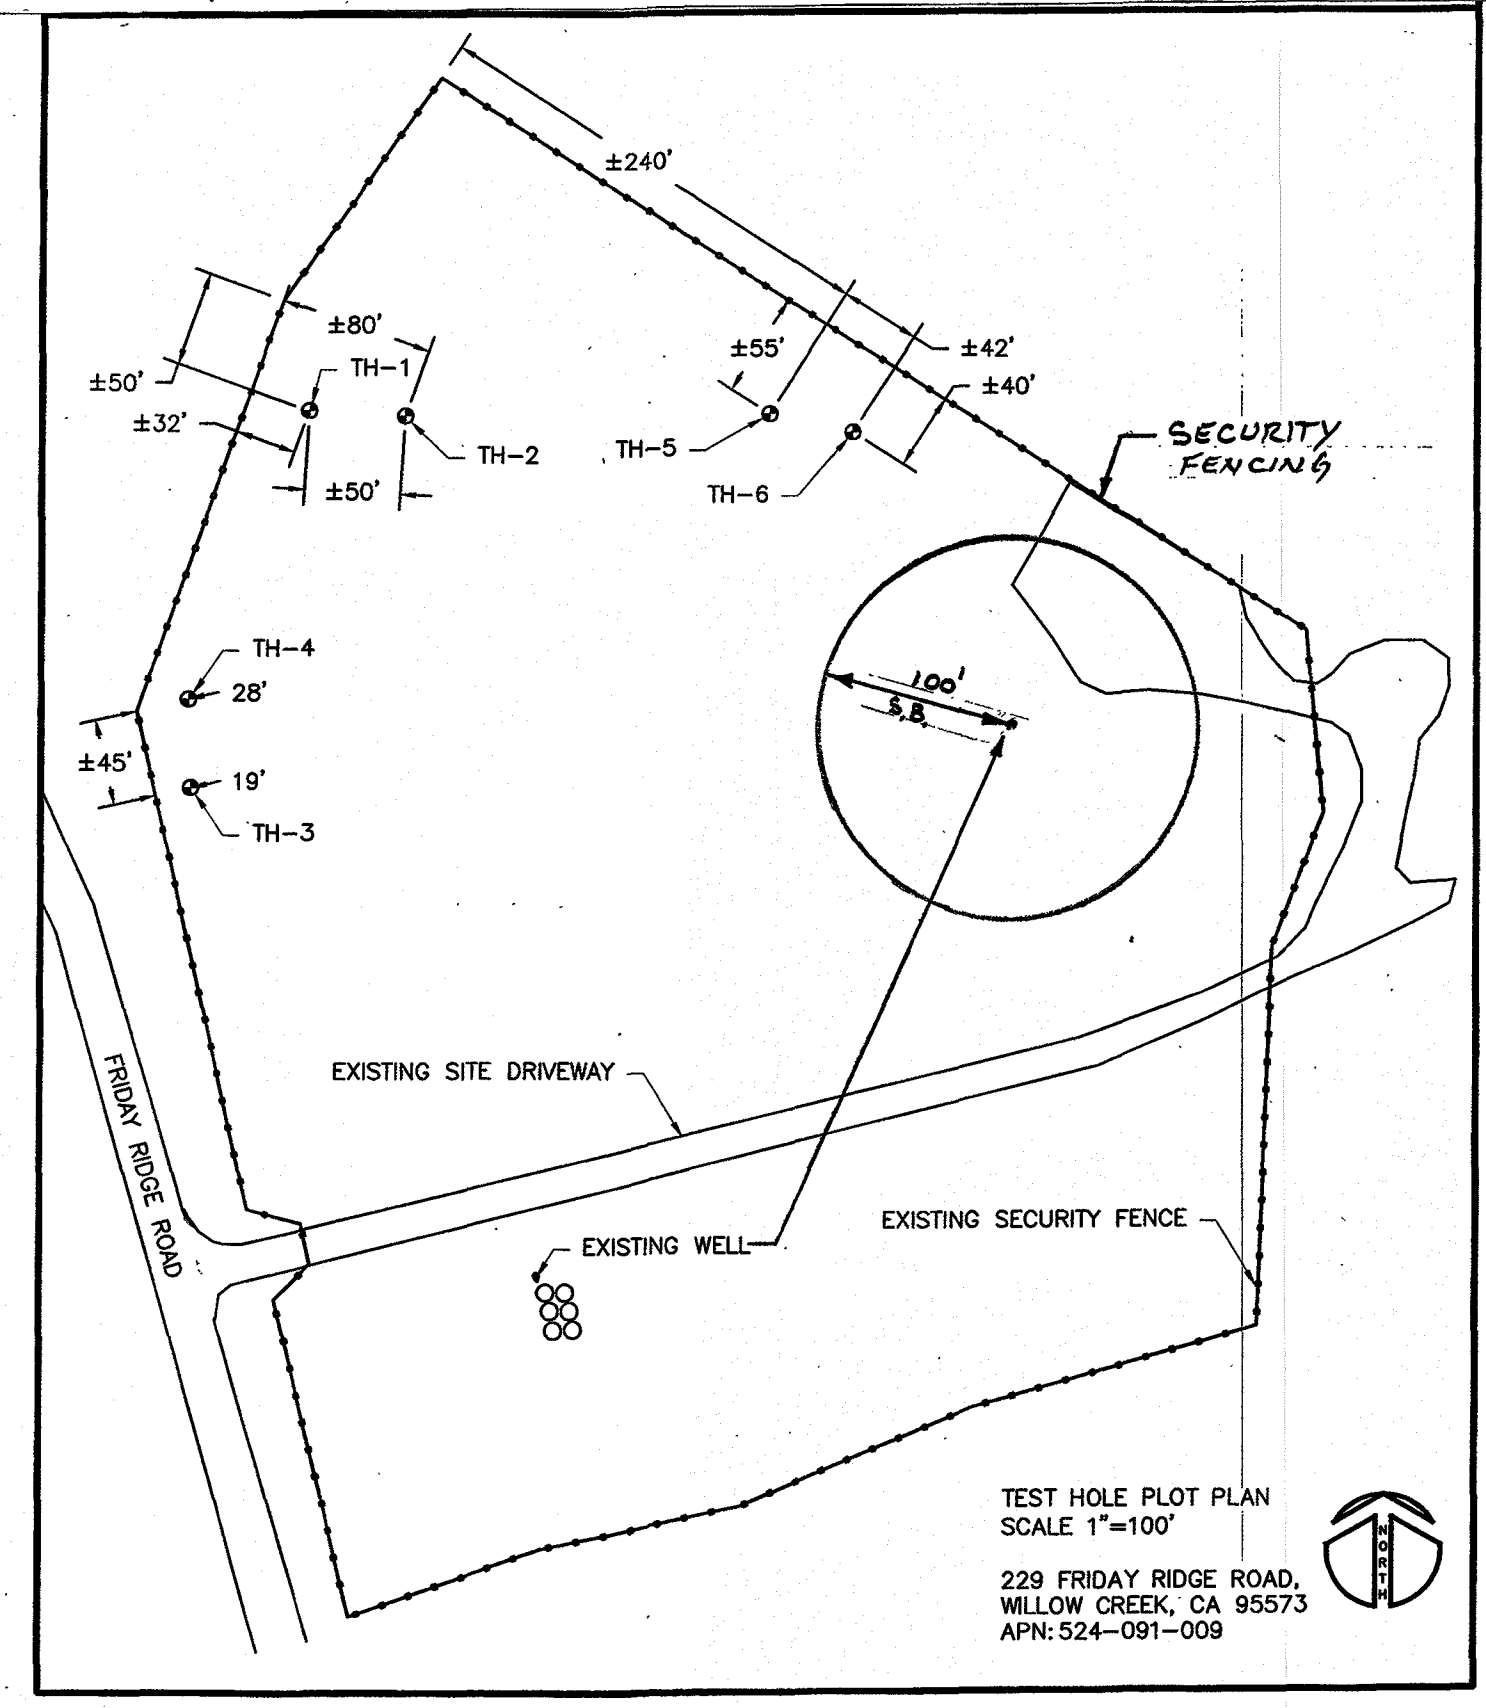 ±240'
±80'
TH-1
±50'
±32'
TH-2
±50'
±55'
±42'
±40'
TH-5
TH-6
SECURITY
FENCING
TH-4
28'
±45'
19'
TH-3
100'
S.B.
EXISTING SITE DRIVEWAY
FRIDAY RIDGE ROAD
EXISTING SECURITY FENCE
EXISTING WELL
TEST HOLE PLOT PLAN
SCALE 1"=100'
229 FRIDAY RIDGE ROAD,
WILLOW CREEK, CA 95573
APN: 524-091-009
NORTH